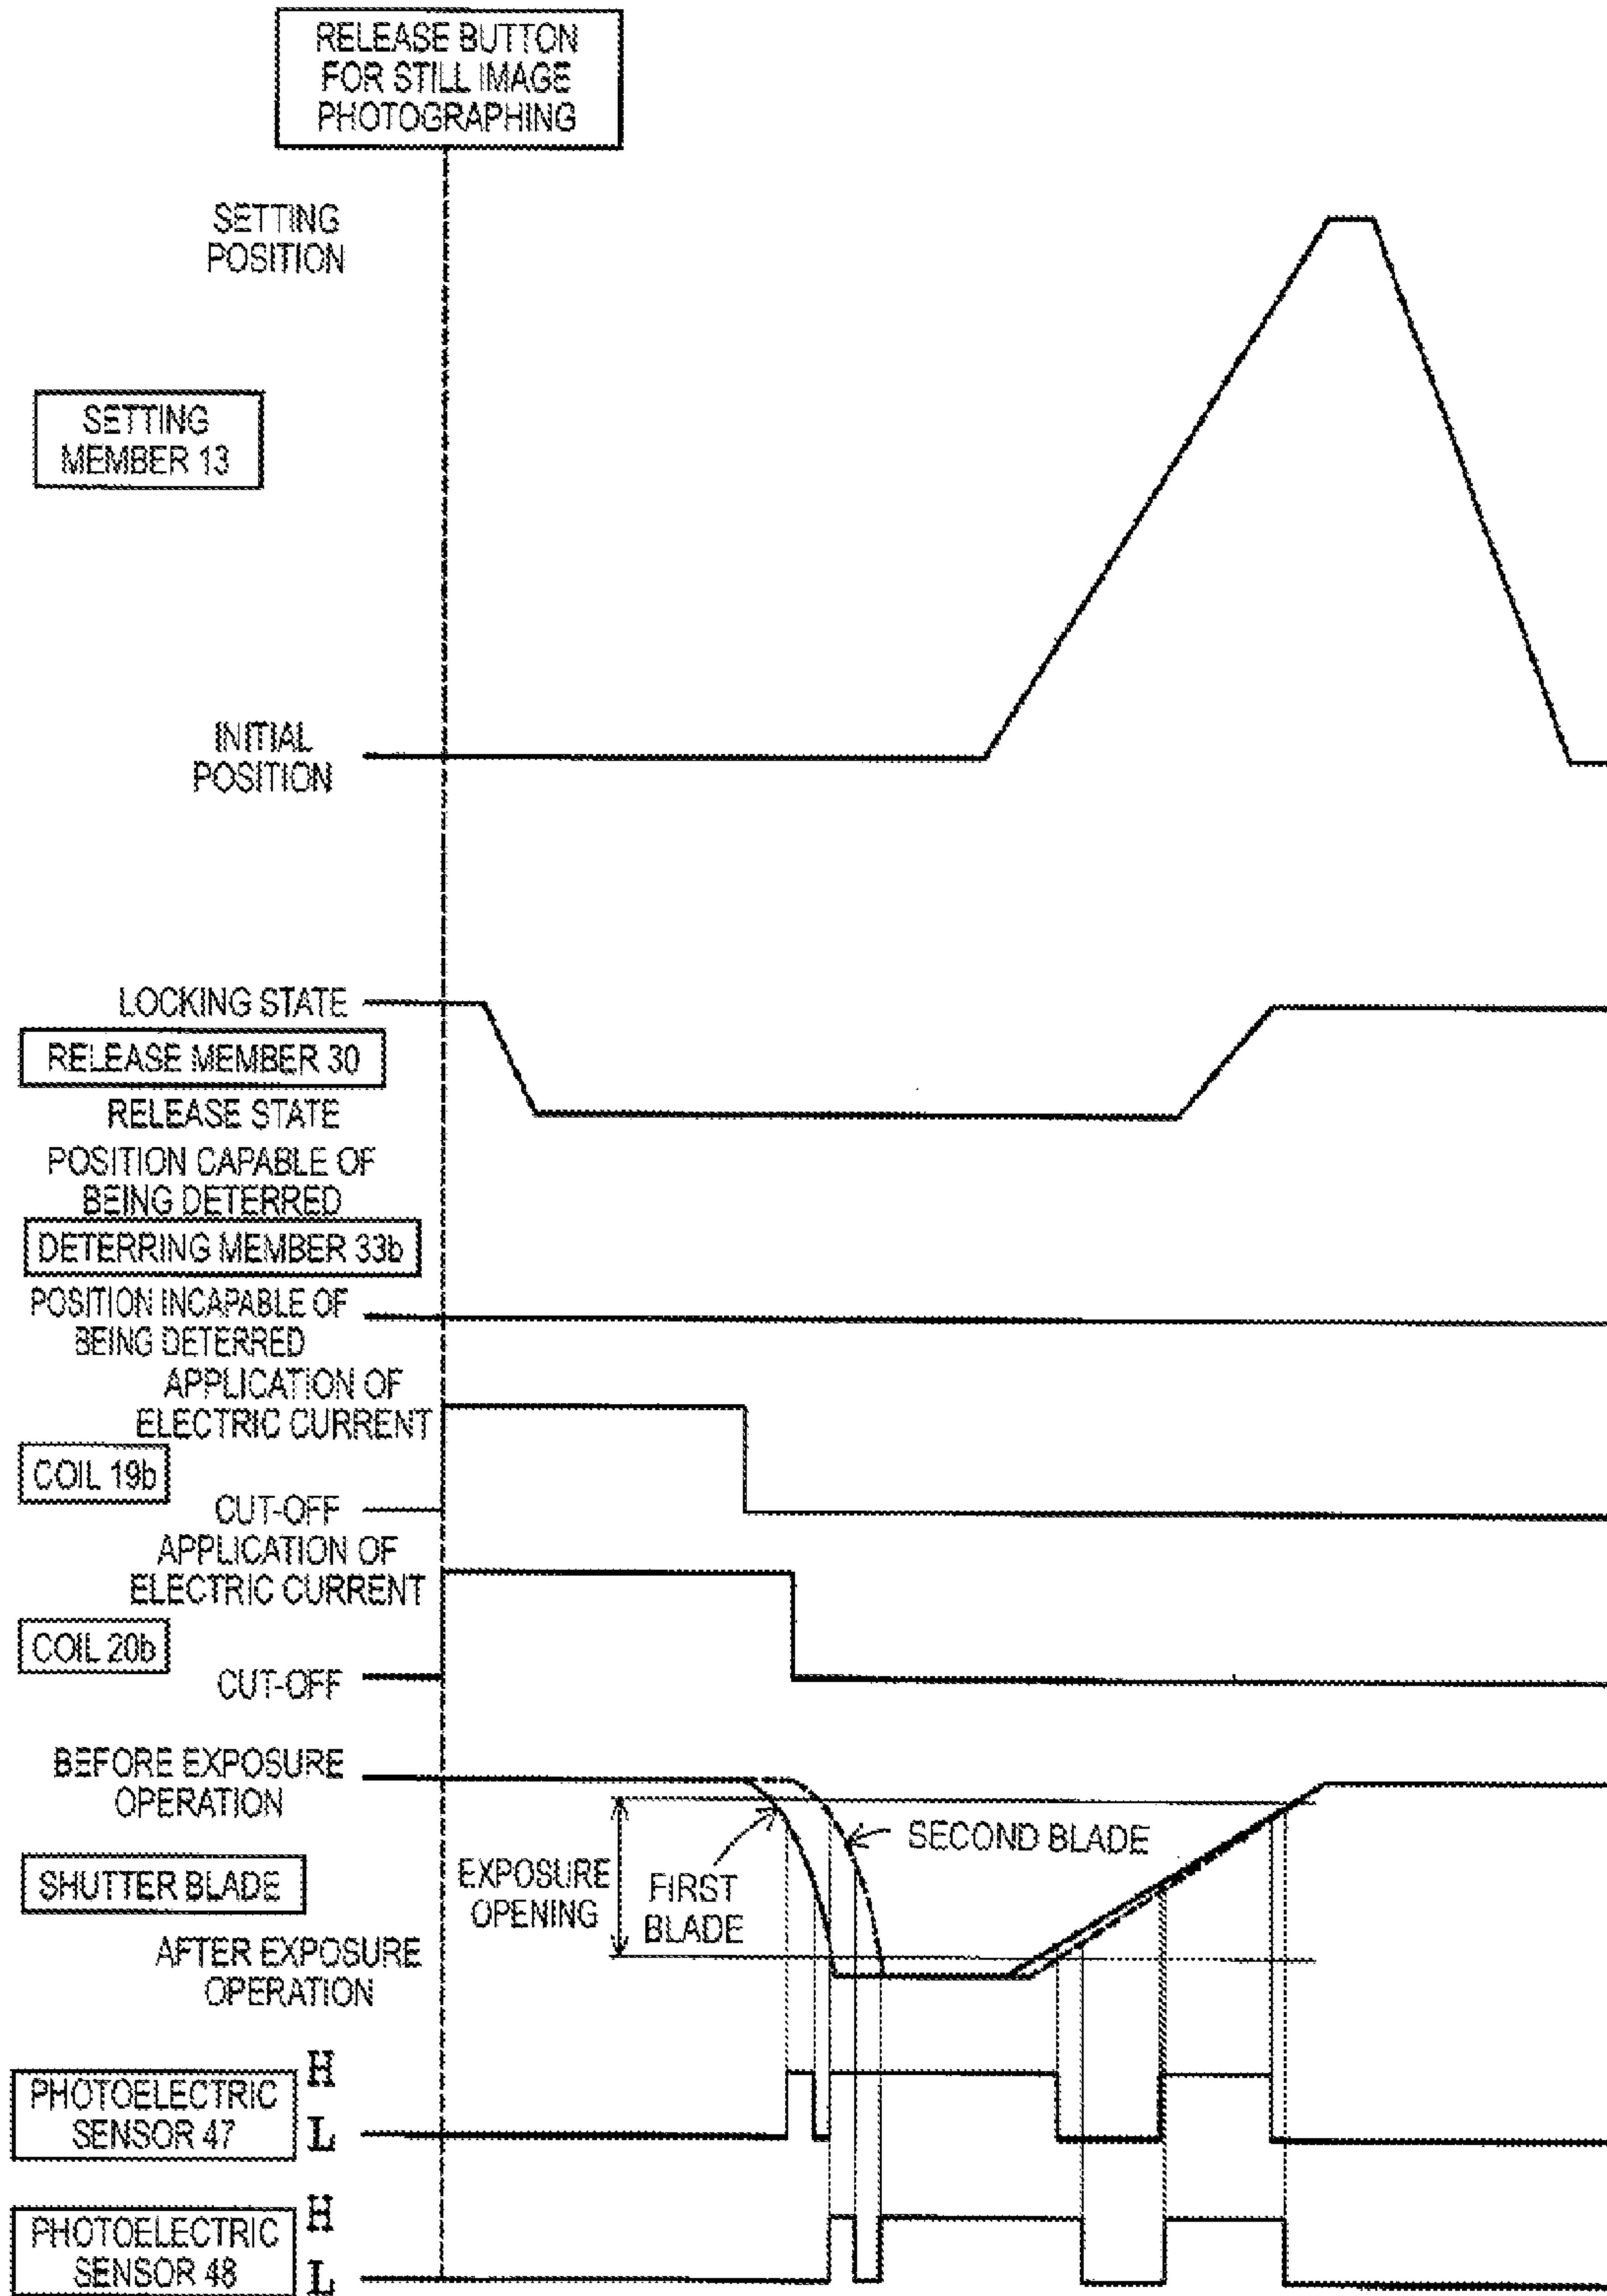 RELEASE BUTTON
FOR STILL IMAGE
PHOTOGRAPHING
SETTING
POSITION
SETTING
MEMBER 13
INITIAL
POSITION
LOCKING STATE
RELEASE MEMBER 30
RELEASE STATE
POSITION CAPABLE OF
BEING DETERRED
DETERRING MEMBER 33b
POSITION INCAPABLE OF
BEING DETERRED
APPLICATION OF
ELECTRIC CURRENT
COIL 19b
CUT-OFF
APPLICATION OF
ELECTRIC CURRENT
COIL 20b
CUT-OFF
BEFORE EXPOSURE
OPERATION
SECOND BLADE
SHUTTER BLADE
EXPOSURE
OPENING
FIRST
BLADE
AFTER EXPOSURE
OPERATION
H
PHOTOELECTRIC
SENSOR 47
L
H
PHOTOELECTRIC
SENSOR 48
L